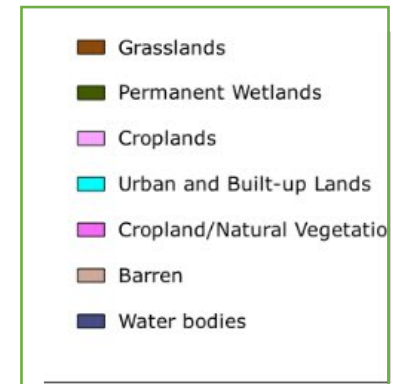 Grasslands
Permanent Wetlands
Croplands
Urban and Built-up Lands
Cropland/Natural Vegetatio
Barren
Water bodies